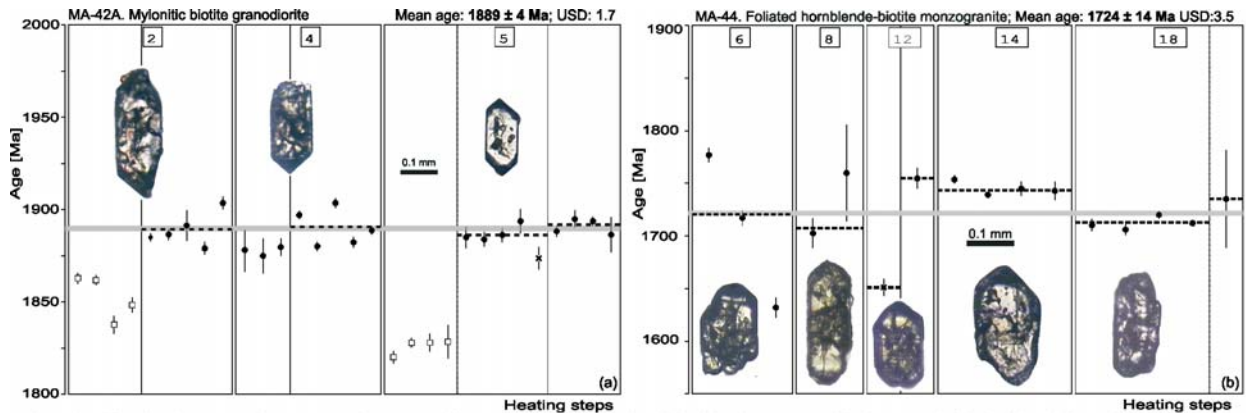 MA-42A. Mylonitic biotite granodiorite Mean age: 1889 ± 4 Ma; USD: 1.7
2000
1950
1900
1850
1800
Age [Ma]
2
4
5
0.1 mm
(a)
Heating steps
MA-44. Foliated hornblende-biotite monzogranite; Mean age: 1724 ± 14 Ma USD:3.5
1900
1800
1700
1600
Age [Ma]
6
8
12
14
18
0.1 mm
(b)
Heating steps